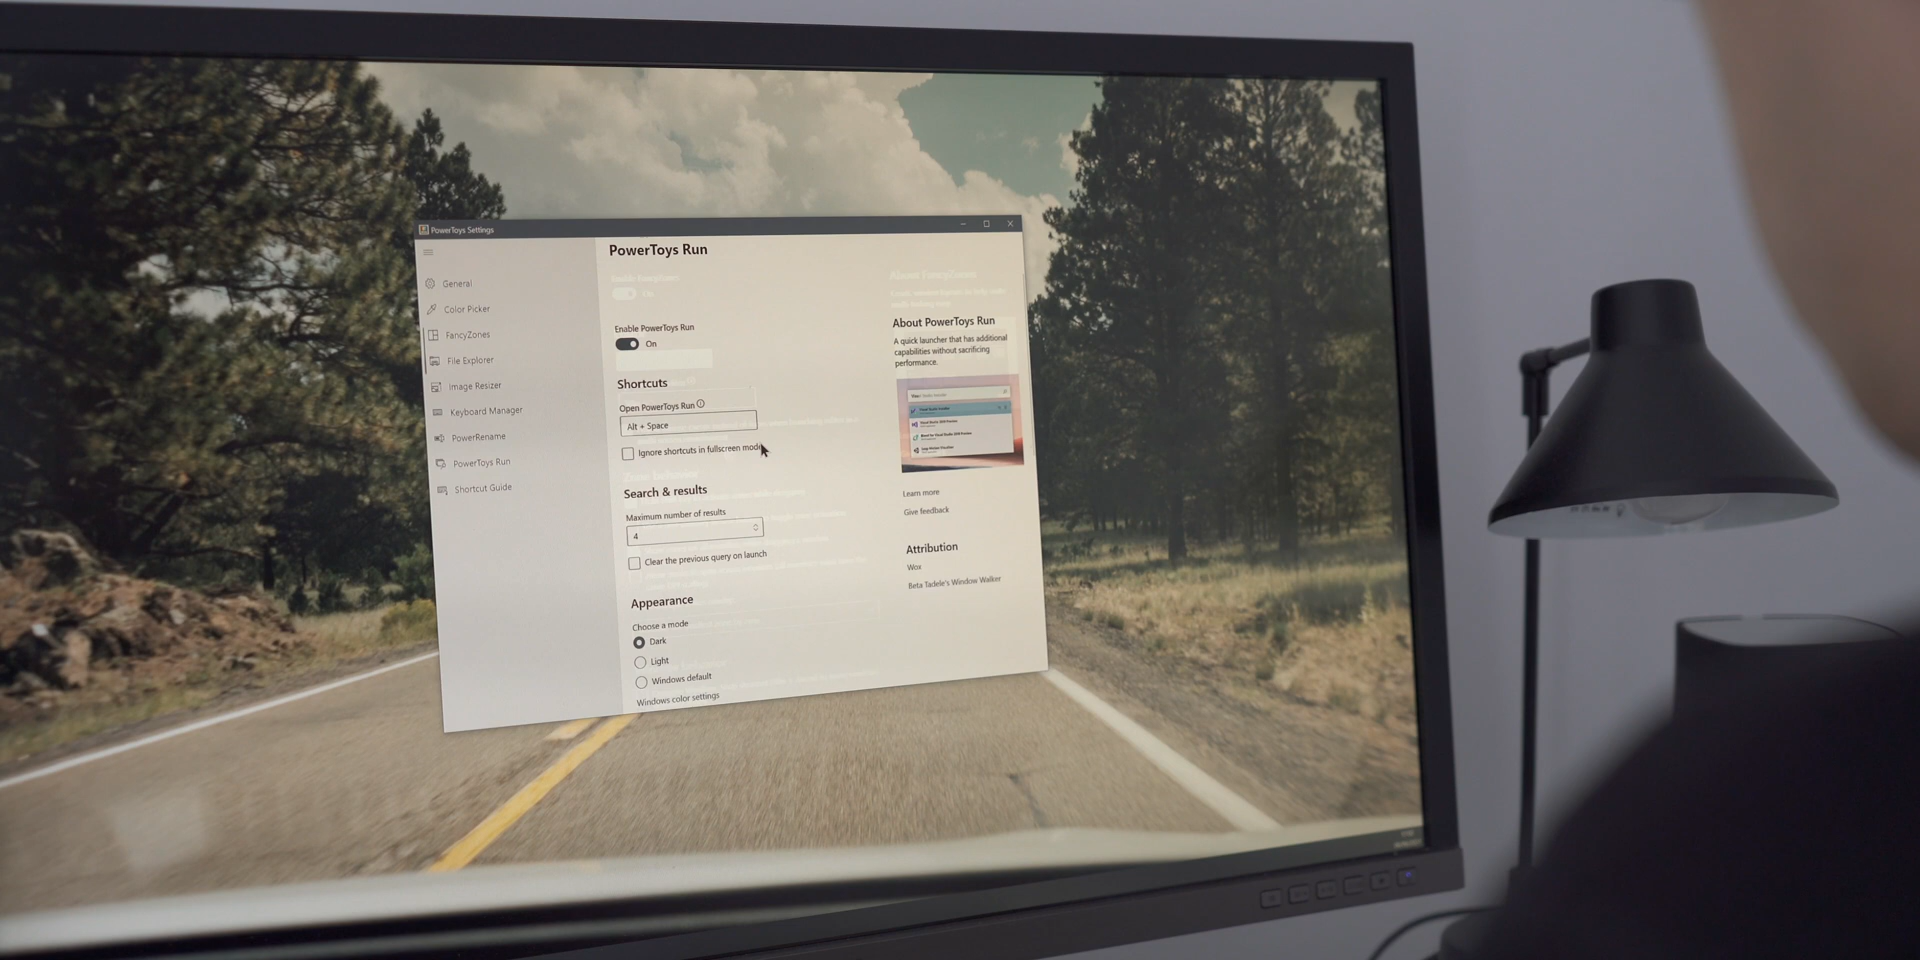 PowerToys Settings
General
Color Picker
FancyZones
File Explorer
Image Resizer
Keyboard Manager
PowerRename
PowerToys Run
Shortcut Guide
PowerToys Run
Enable PowerToys Run
On
Shortcuts
Open PowerToys Run
Alt + Space
Ignore shortcuts in fullscreen mode
Search & results
Maximum number of results
4
Clear the previous query on launch
Appearance
Choose a mode
Dark
Light
Windows default
Windows color settings
About FancyZones
About PowerToys Run
A quick launcher that has additional
capabilities without sacrificing
performance.
Learn more
Give feedback
Attribution
Wox
Beta Tadele's Window Walker